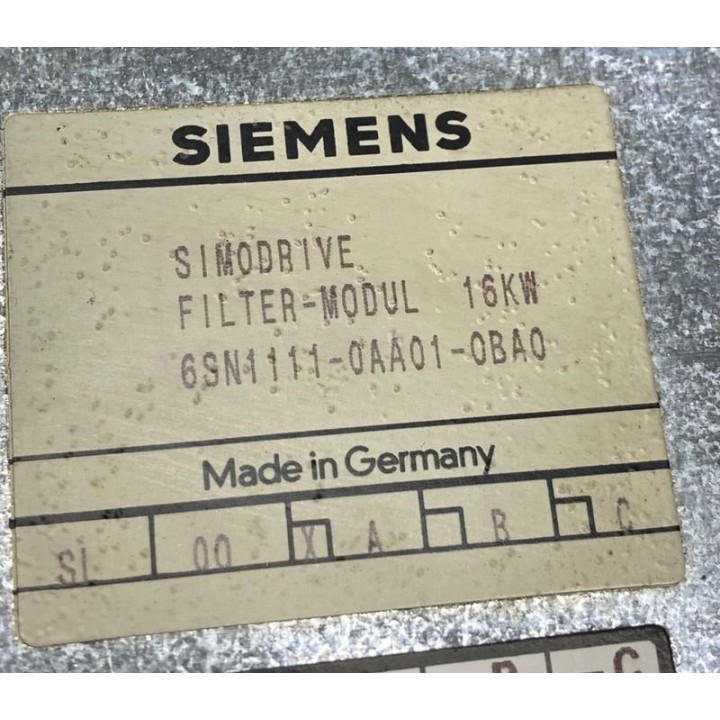 SIEMENS
SIMODRIVE
FILTER-MODUL 16KW
6SN1111-0AA01-0BA0
Made in Germany
SI 00 X A B C
B C